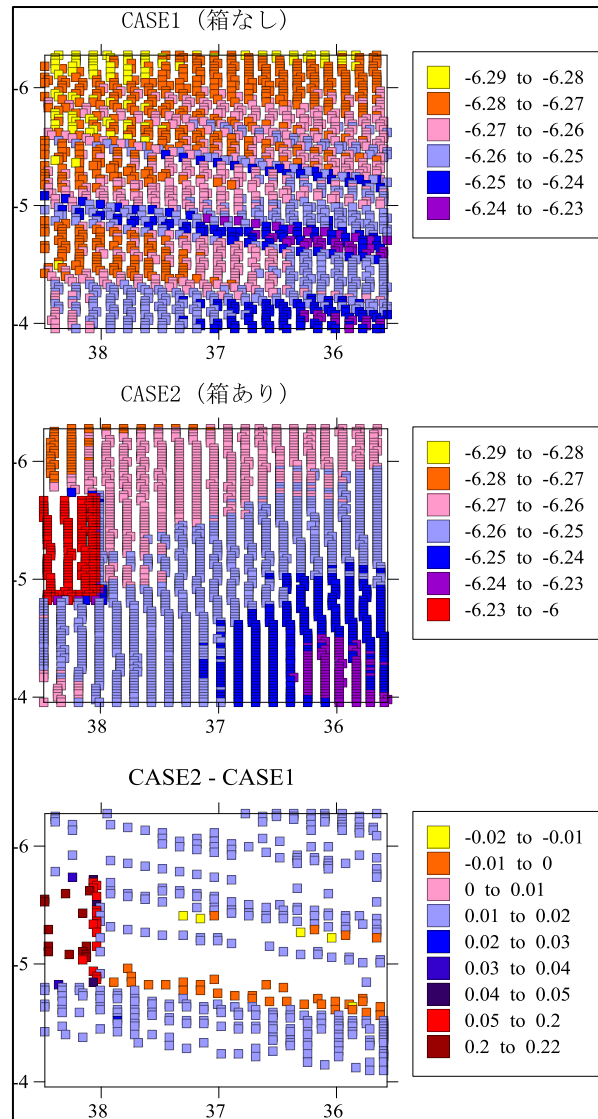 CASE1 (箱なし)
-6
-5
-4
38 37 36
-6.29 to -6.28
-6.28 to -6.27
-6.27 to -6.26
-6.26 to -6.25
-6.25 to -6.24
-6.24 to -6.23
CASE2 (箱あり)
-6
-5
-4
38 37 36
-6.29 to -6.28
-6.28 to -6.27
-6.27 to -6.26
-6.26 to -6.25
-6.25 to -6.24
-6.24 to -6.23
-6.23 to -6
CASE2 - CASE1
-6
-5
-4
38 37 36
-0.02 to -0.01
-0.01 to 0
0 to 0.01
0.01 to 0.02
0.02 to 0.03
0.03 to 0.04
0.04 to 0.05
0.05 to 0.2
0.2 to 0.22